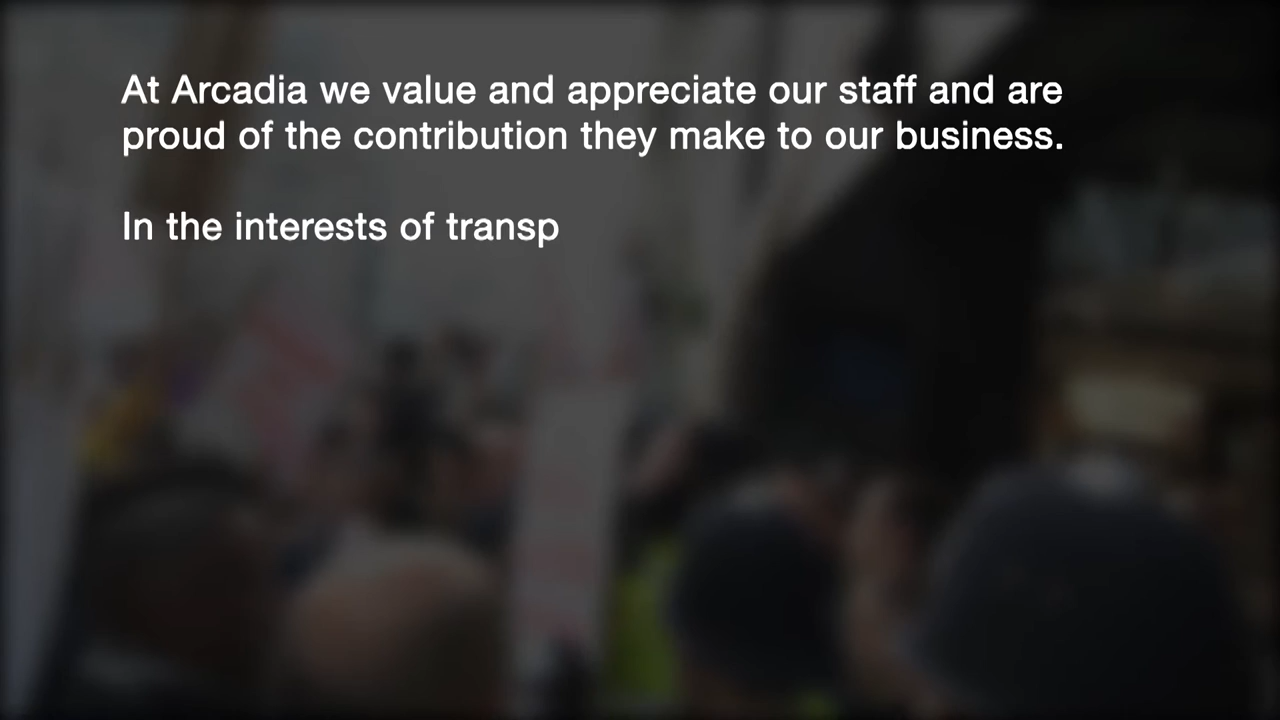 At Arcadia we value and appreciate our staff and are
proud of the contribution they make to our business.
In the interests of transp